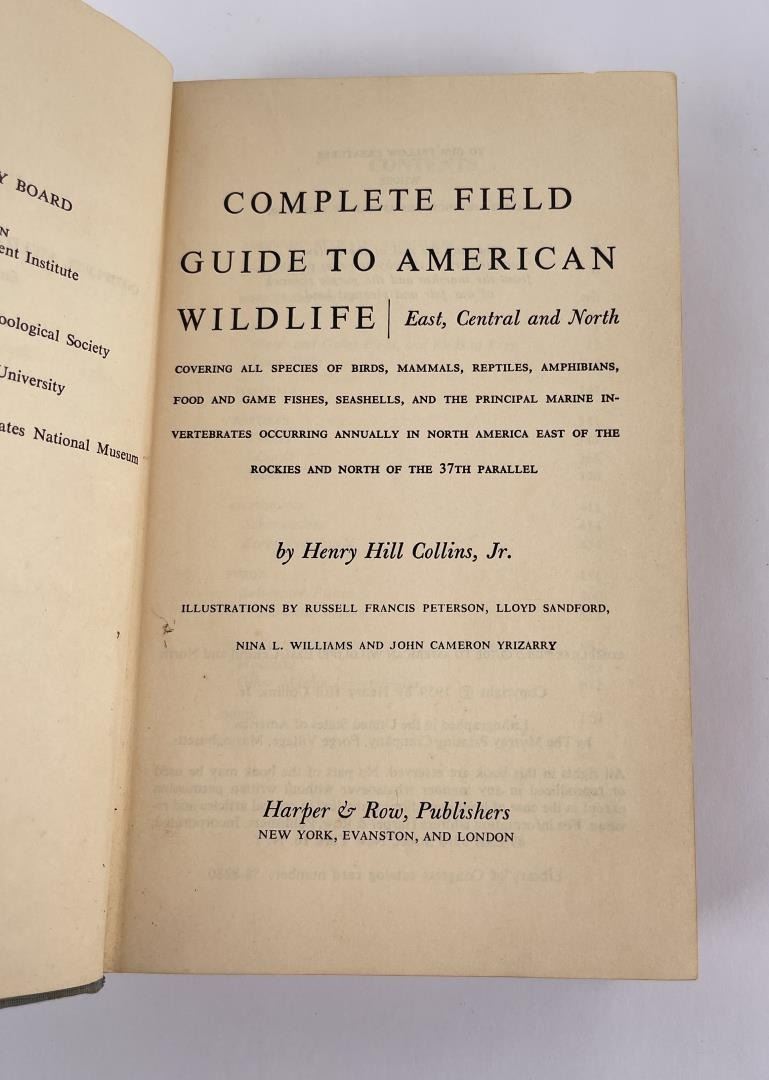 Y BOARD
N
ent Institute
oological Society
University
ates National Museum
COMPLETE FIELD
GUIDE TO AMERICAN
WILDLIFE | East, Central and North
COVERING ALL SPECIES OF BIRDS, MAMMALS, REPTILES, AMPHIBIANS,
FOOD AND GAME FISHES, SEASHELLS, AND THE PRINCIPAL MARINE IN-
VERTEBRATES OCCURRING ANNUALLY IN NORTH AMERICA EAST OF THE
ROCKIES AND NORTH OF THE 37TH PARALLEL
by Henry Hill Collins, Jr.
ILLUSTRATIONS BY RUSSELL FRANCIS PETERSON, LLOYD SANDFORD,
NINA L. WILLIAMS AND JOHN CAMERON YRIZARRY
Harper & Row, Publishers
NEW YORK, EVANSTON, AND LONDON